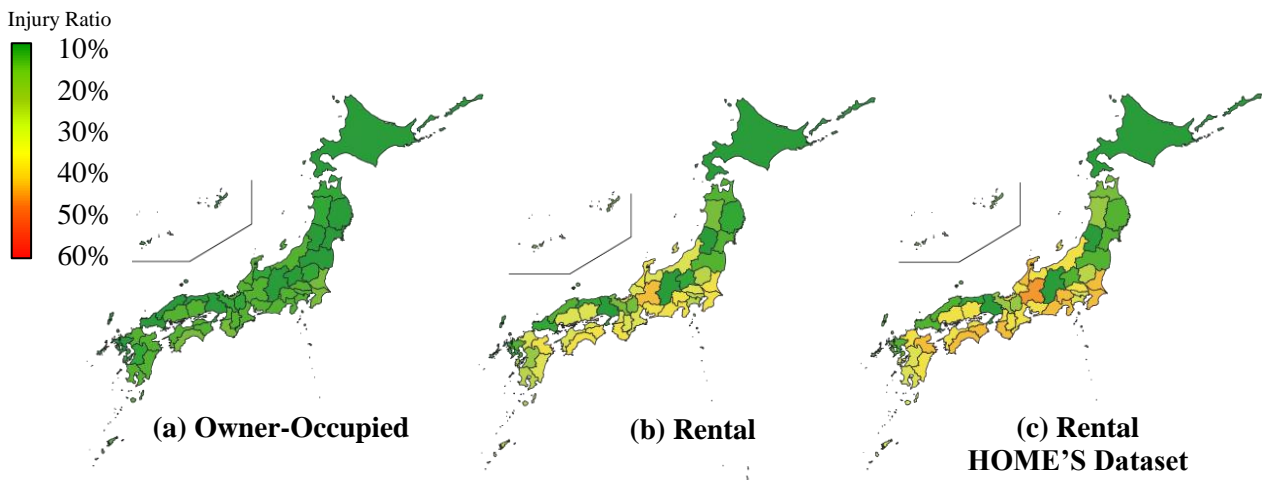 Injury Ratio
10%
20%
30%
40%
50%
60%
(a) Owner-Occupied
(b) Rental
(c) Rental
HOME'S Dataset